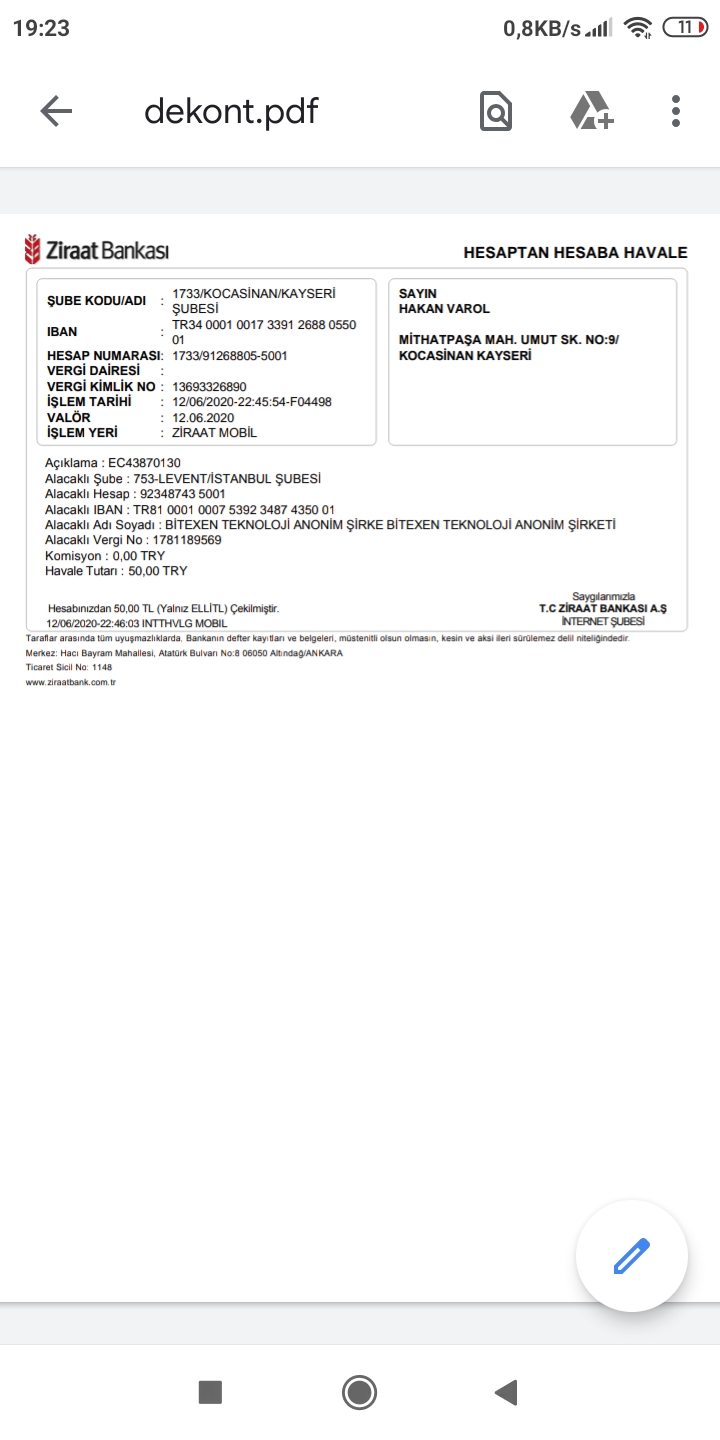 19:23
0,8KB/s
11
dekont.pdf
Ziraat Bankası
HESAPTAN HESABA HAVALE
ŞUBE KODU/ADI : 1733/KOCASİNAN/KAYSERİ
ŞUBESİ
IBAN : TR34 0001 0017 3391 2688 0550
01
HESAP NUMARASI: 1733/91268805-5001
VERGİ DAİRESİ :
VERGİ KİMLİK NO : 13693326890
İŞLEM TARİHİ : 12/06/2020-22:45:54-F04498
VALÖR : 12.06.2020
İŞLEM YERİ : ZİRAAT MOBİL
SAYIN
HAKAN VAROL
MİTHATPAŞA MAH. UMUT SK. NO:9/
KOCASİNAN KAYSERİ
Açıklama : EC43870130
Alacaklı Şube : 753-LEVENT/İSTANBUL ŞUBESİ
Alacaklı Hesap : 92348743 5001
Alacaklı IBAN : TR81 0001 0007 5392 3487 4350 01
Alacaklı Adı Soyadı : BİTEXEN TEKNOLOJİ ANONİM ŞİRKE BİTEXEN TEKNOLOJİ ANONİM ŞİRKETİ
Alacaklı Vergi No : 1781189569
Komisyon : 0,00 TRY
Havale Tutarı : 50,00 TRY
Hesabınızdan 50,00 TL (Yalnız ELLİTL) Çekilmiştir.
12/06/2020-22:46:03 INTTHVLG MOBIL
Saygılarımızla
T.C ZİRAAT BANKASI A.Ş
İNTERNET ŞUBESİ
Taraflar arasında tüm uyuşmazlıklarda. Bankanın defter kayıtları ve belgeleri, müstenitli olsun olmasın, kesin ve aksi ileri sürülemez delil niteliğindedir.
Merkez: Hacı Bayram Mahallesi, Atatürk Bulvarı No:8 06050 Altındağ/ANKARA
Ticaret Sicil No: 1148
www.ziraatbank.com.tr